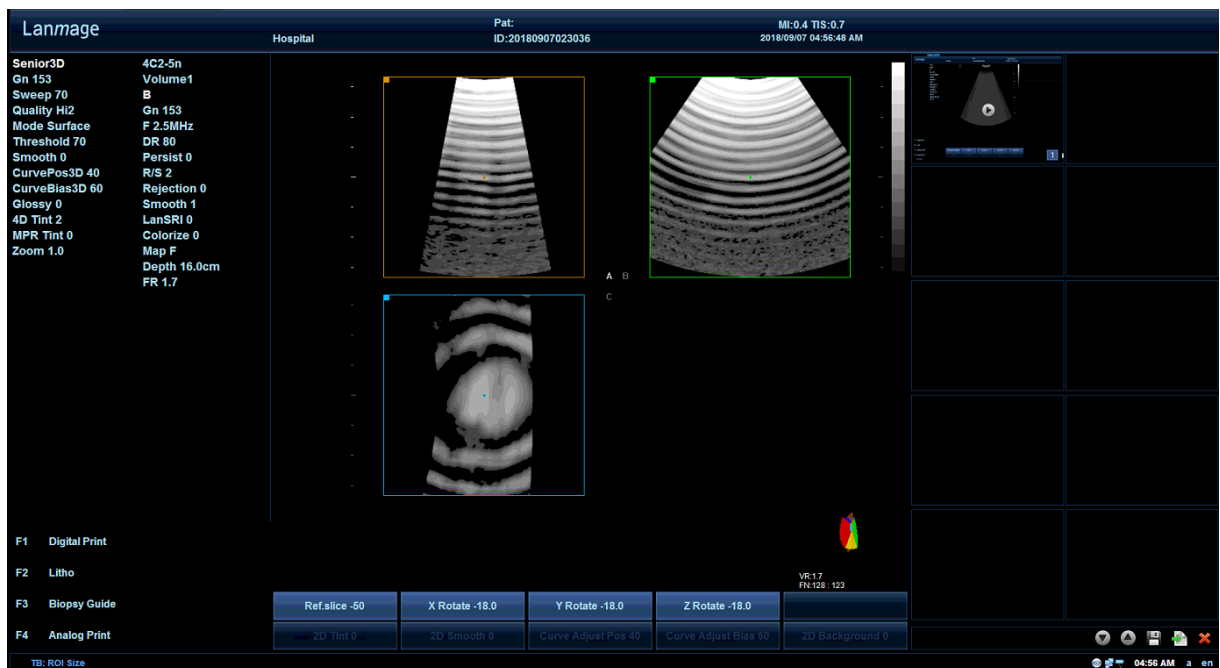 Lanmage
Hospital
Pat:
ID:20180907023036
MI:0.4 TIS:0.7
2018/09/07 04:56:48 AM
Senior3D
Gn 153
Sweep 70
Quality Hi2
Mode Surface
Threshold 70
Smooth 0
CurvePos3D 40
CurveBias3D 60
Glossy 0
4D Tint 2
MPR Tint 0
Zoom 1.0
4C2-5n
Volume1
B
Gn 153
F 2.5MHz
DR 80
Persist 0
R/S 2
Rejection 0
Smooth 1
LanSRI 0
Colorize 0
Map F
Depth 16.0cm
FR 1.7
A B
C
1
VR:1.7
FN:128 : 123
F1 Digital Print
F2 Litho
F3 Biopsy Guide
F4 Analog Print
Ref.slice -50
X Rotate -18.0
Y Rotate -18.0
Z Rotate -18.0
2D Tint 0
2D Smooth 0
Curve Adjust Pos 40
Curve Adjust Bias 60
2D Background 0
TB: ROI Size
04:56 AM a en